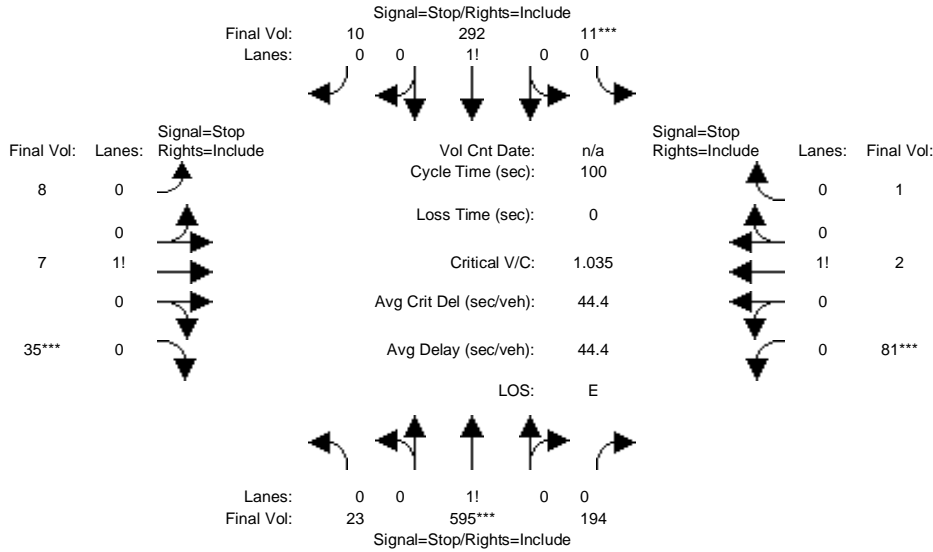 Signal=Stop/Rights=Include
Final Vol: 10 292 11***
Lanes: 0 0 1! 0 0
Signal=Stop Signal=Stop
Final Vol: Lanes: Rights=Include Vol Cnt Date: n/a Rights=Include Lanes: Final Vol:
Cycle Time (sec): 100
8 0 0 1
Loss Time (sec): 0
0 0
7 1! Critical V/C: 1.035 1! 2
0 Avg Crit Del (sec/veh): 44.4 0
35*** 0 Avg Delay (sec/veh): 44.4 0 81***
LOS: E
Lanes: 0 0 1! 0 0
Final Vol: 23 595*** 194
Signal=Stop/Rights=Include